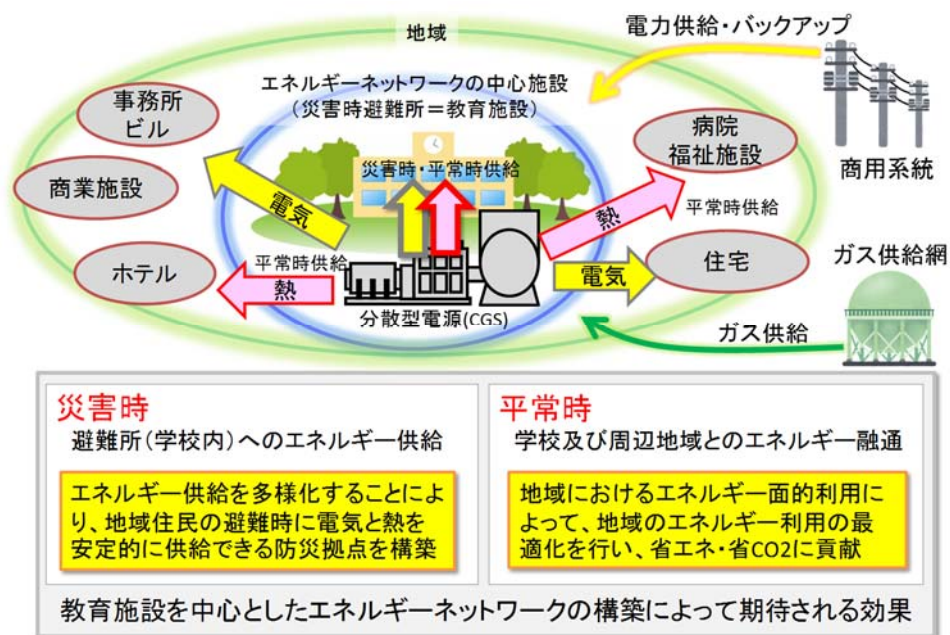 地域
電力供給・バックアップ
エネルギーネットワークの中心施設
(災害時避難所＝教育施設)
事務所
ビル
病院
福祉施設
商用系統
災害時・平常時供給
商業施設
電気
熱
平常時供給
ホテル
平常時供給
熱
電気
住宅
ガス供給網
分散型電源(CGS)
ガス供給
災害時
避難所(学校内)へのエネルギー供給
エネルギー供給を多様化することによ
り、地域住民の避難時に電気と熱を
安定的に供給できる防災拠点を構築
平常時
学校及び周辺地域とのエネルギー融通
地域におけるエネルギー面的利用に
よって、地域のエネルギー利用の最
適化を行い、省エネ・省CO2に貢献
教育施設を中心としたエネルギーネットワークの構築によって期待される効果